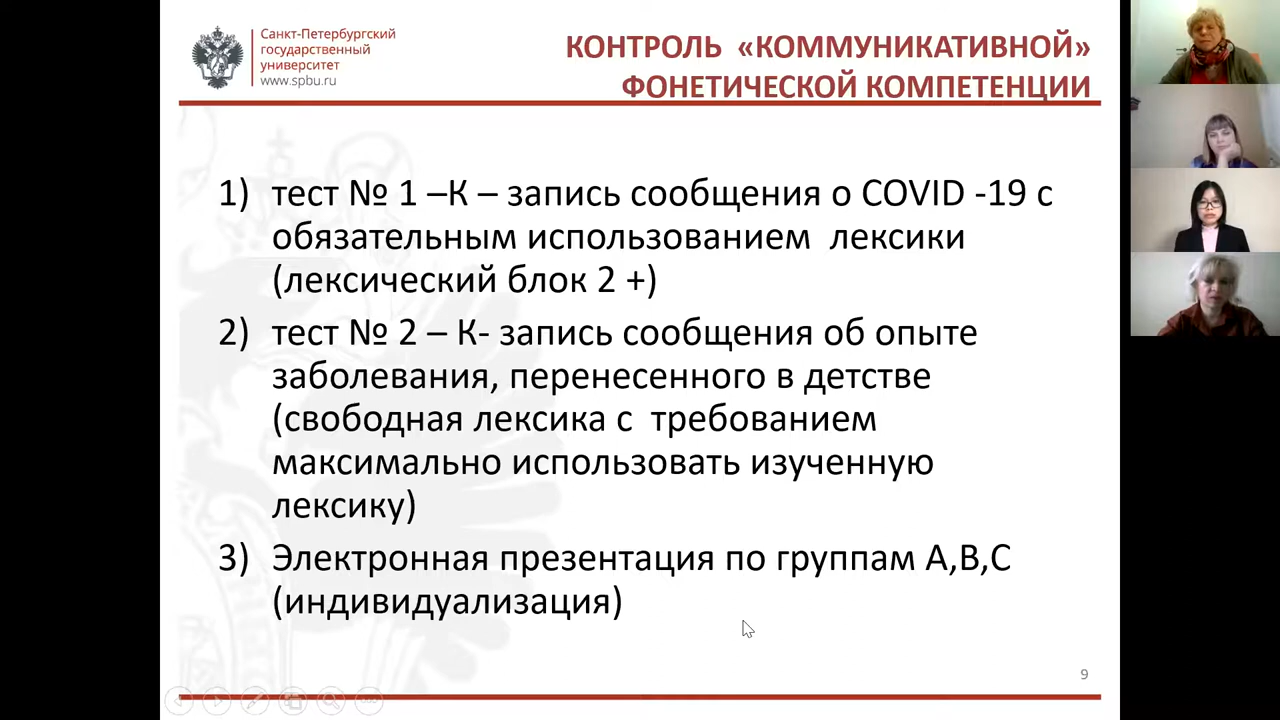 Санкт-Петербургский
государственный
университет
www.spbu.ru
КОНТРОЛЬ «КОММУНИКАТИВНОЙ»
ФОНЕТИЧЕСКОЙ КОМПЕТЕНЦИИ
1) тест № 1 –К – запись сообщения о COVID -19 с
обязательным использованием лексики
(лексический блок 2 +)
2) тест № 2 – К- запись сообщения об опыте
заболевания, перенесенного в детстве
(свободная лексика с требованием
максимально использовать изученную
лексику)
3) Электронная презентация по группам А,В,С
(индивидуализация)
9